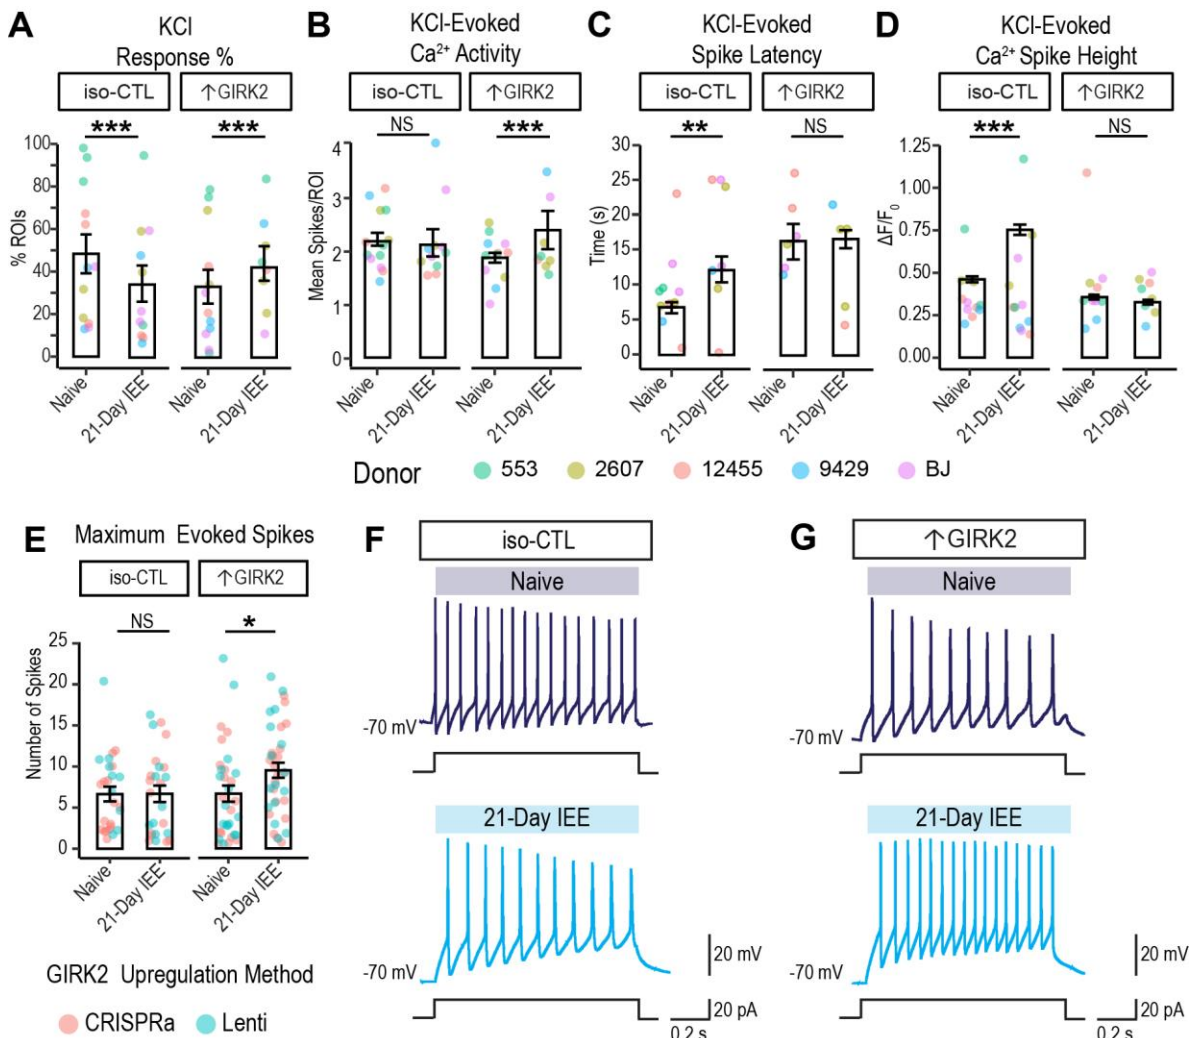 A
KCl
Response %
iso-CTL
↑GIRK2
***
***
100
80
60
40
20
0
% ROIs
Naive
21-Day IEE
Naive
21-Day IEE
B
KCl-Evoked
Ca²⁺ Activity
iso-CTL
↑GIRK2
NS
***
4
3
2
1
0
Mean Spikes/ROI
Naive
21-Day IEE
Naive
21-Day IEE
C
KCl-Evoked
Spike Latency
iso-CTL
↑GIRK2
**
NS
30
25
20
15
10
5
0
Time (s)
Naive
21-Day IEE
Naive
21-Day IEE
D
KCl-Evoked
Ca²⁺ Spike Height
iso-CTL
↑GIRK2
***
NS
1.25
1.00
0.75
0.50
0.25
0.00
ΔF/F₀
Naive
21-Day IEE
Naive
21-Day IEE
Donor 553 2607 12455 9429 BJ
E
Maximum Evoked Spikes
iso-CTL
↑GIRK2
NS
*
25
20
15
10
5
0
Number of Spikes
Naive
21-Day IEE
Naive
21-Day IEE
GIRK2 Upregulation Method
CRISPRa Lenti
F
iso-CTL
Naive
-70 mV
21-Day IEE
-70 mV
20 mV
20 pA
0.2 s
G
↑GIRK2
Naive
-70 mV
21-Day IEE
-70 mV
20 mV
20 pA
0.2 s